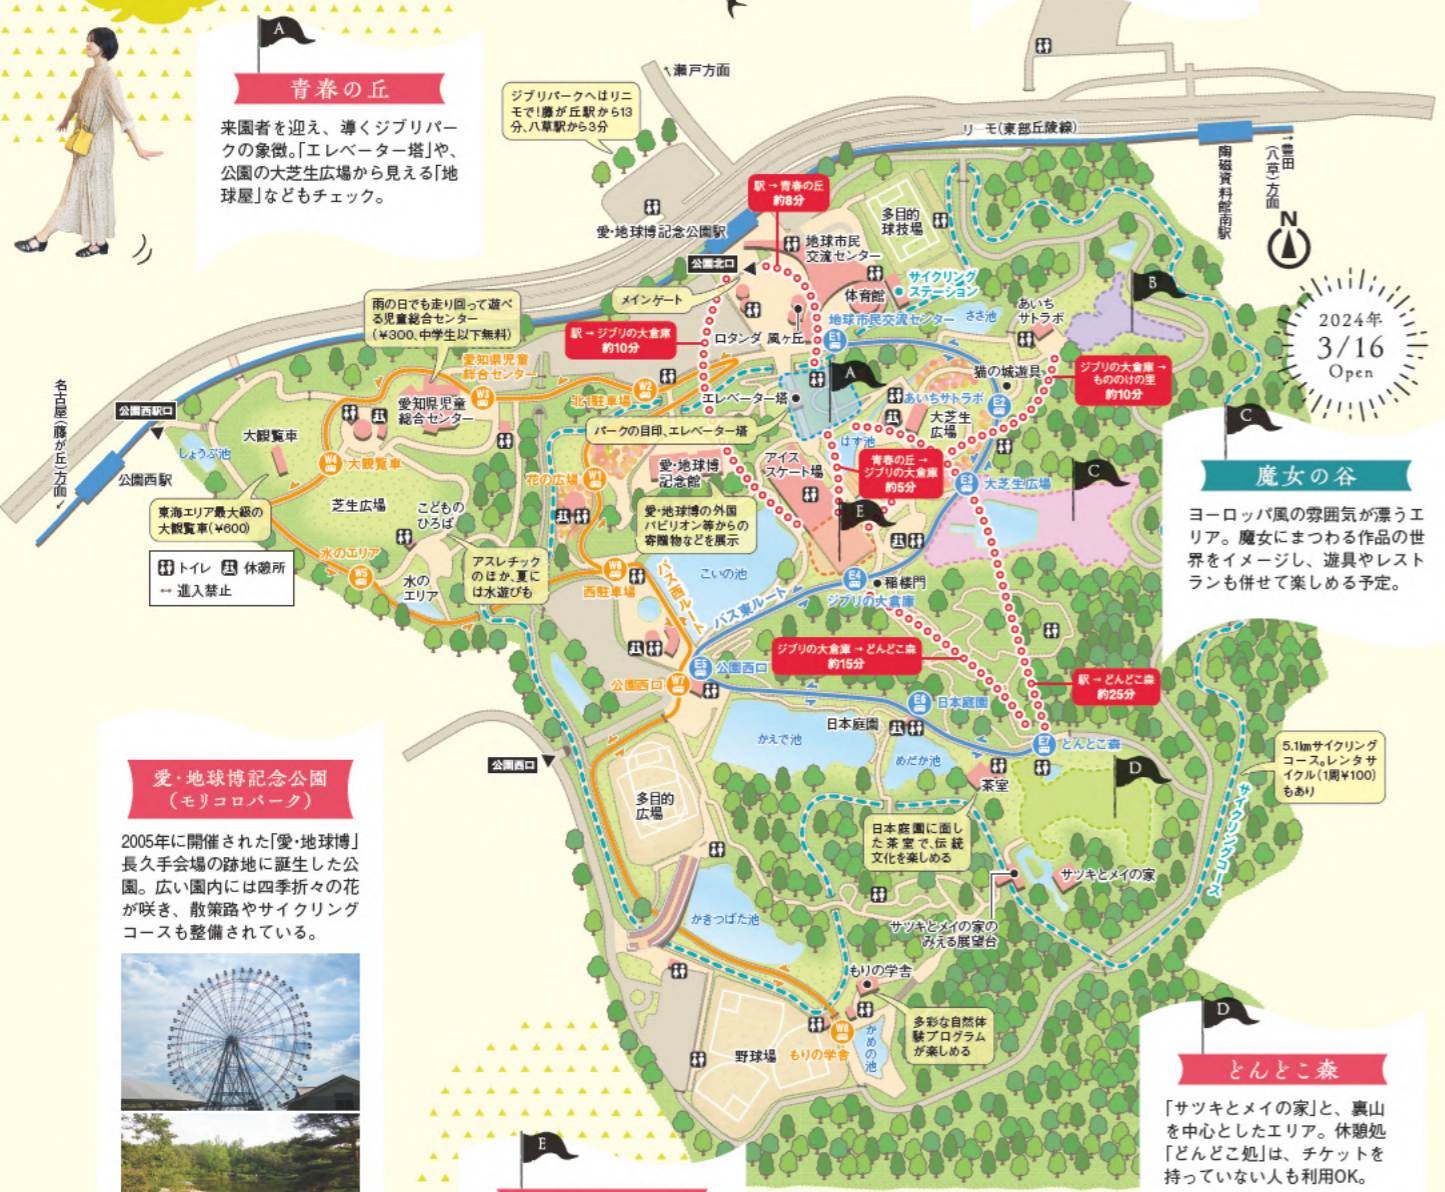 A
青春の丘
来園者を迎え、導くジブリパー
クの象徴。「エレベーター塔」や、
公園の大芝生広場から見える「地
球屋」などもチェック。
瀬戸方面
ジブリパークへはリニ
モで!藤が丘駅から13
分、八草駅から3分
リニモ(東部丘陵線)
陶磁資料館南駅
豊田
(八草)方面
N
愛・地球博記念公園駅
駅→青春の丘
約8分
公園北口
メインゲート
地球市民
交流センター
多目的
球技場
体育館
サイクリング
ステーション
地球市民交流センター
ささ池
あいち
サトラボ
B
2024年
3/16
Open
雨の日でも走り回って遊べ
る児童総合センター
(¥300、中学生以下無料)
駅→ジブリの大倉庫
約10分
ロタンダ 風ヶ丘
E1
愛知県児童
総合センター
W3
愛知県児童
総合センター
W2
北1駐車場
エレベーター塔
A
パークの目印、エレベーター塔
猫の城遊具
あいちサトラボ
E2
大芝生
広場
ジブリの大倉庫→
もののけの里
約10分
はす池
名古屋(藤が丘)方面
公園西駅口
公園西駅
しょうぶ池
大観覧車
W4
大観覧車
東海エリア最大級の
大観覧車(¥600)
芝生広場
こどもの
ひろば
花の広場
W1
愛・地球博
記念館
アイス
スケート場
青春の丘→
ジブリの大倉庫
約5分
E3
大芝生広場
C
E
愛・地球博の外国
パビリオン等からの
寄贈物などを展示
C
魔女の谷
ヨーロッパ風の雰囲気が漂うエ
リア。魔女にまつわる作品の世
界をイメージし、遊具やレスト
ランも併せて楽しめる予定。
トイレ 休憩所
進入禁止
水のエリア
W5
水の
エリア
アスレチック
のほか、夏に
は水遊びも
W6
西駐車場
バス西ルート
こいの池
バス東ルート
E4
稲楼門
ジブリの大倉庫
ジブリの大倉庫→どんどこ森
約15分
駅→どんどこ森
約25分
E5
公園西口
公園西口
W7
E6
日本庭園
日本庭園
かえで池
めだか池
E7
どんどこ森
公園西口
多目的
広場
茶室
日本庭園に面し
た茶室で、伝統
文化を楽しめる
D
5.1kmサイクリング
コース。レンタサ
イクル(1周¥100)
もあり
サイクリングコース
サツキとメイの家
サツキとメイの家の
みえる展望台
かきつばた池
もりの学舎
多彩な自然体
験プログラム
が楽しめる
W8
もりの学舎
かめの池
野球場
愛・地球博記念公園
(モリコロパーク)
2005年に開催された「愛・地球博」
長久手会場の跡地に誕生した公
園。広い園内には四季折々の花
が咲き、散策路やサイクリング
コースも整備されている。
D
どんどこ森
「サツキとメイの家」と、裏山
を中心としたエリア。休憩処
「どんどこ処」は、チケットを
持っていない人も利用OK。
E